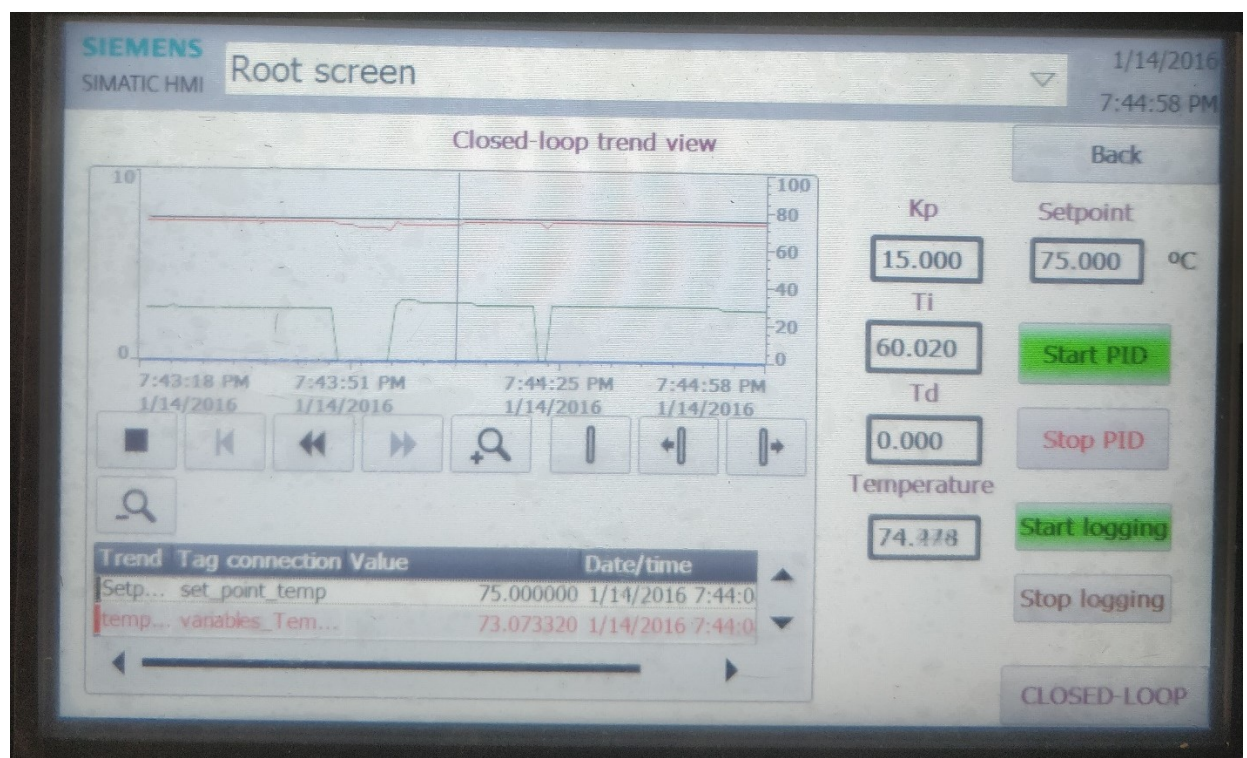 SIEMENS
SIMATIC HMI
Root screen
1/14/2016
7:44:58 PM
Closed-loop trend view
Back
10
0
100
80
60
40
20
0
7:43:18 PM 7:43:51 PM 7:44:25 PM 7:44:58 PM
1/14/2016 1/14/2016 1/14/2016 1/14/2016
Kp
15.000
Ti
60.020
Td
0.000
Temperature
Setpoint
75.000 ºC
Start PID
Stop PID
Start logging
Stop logging
CLOSED-LOOP
Trend Tag connection Value Date/time
Setp... set_point_temp 75.000000 1/14/2016 7:44:0
temp... variables_Tem... 73.073320 1/14/2016 7:44:0